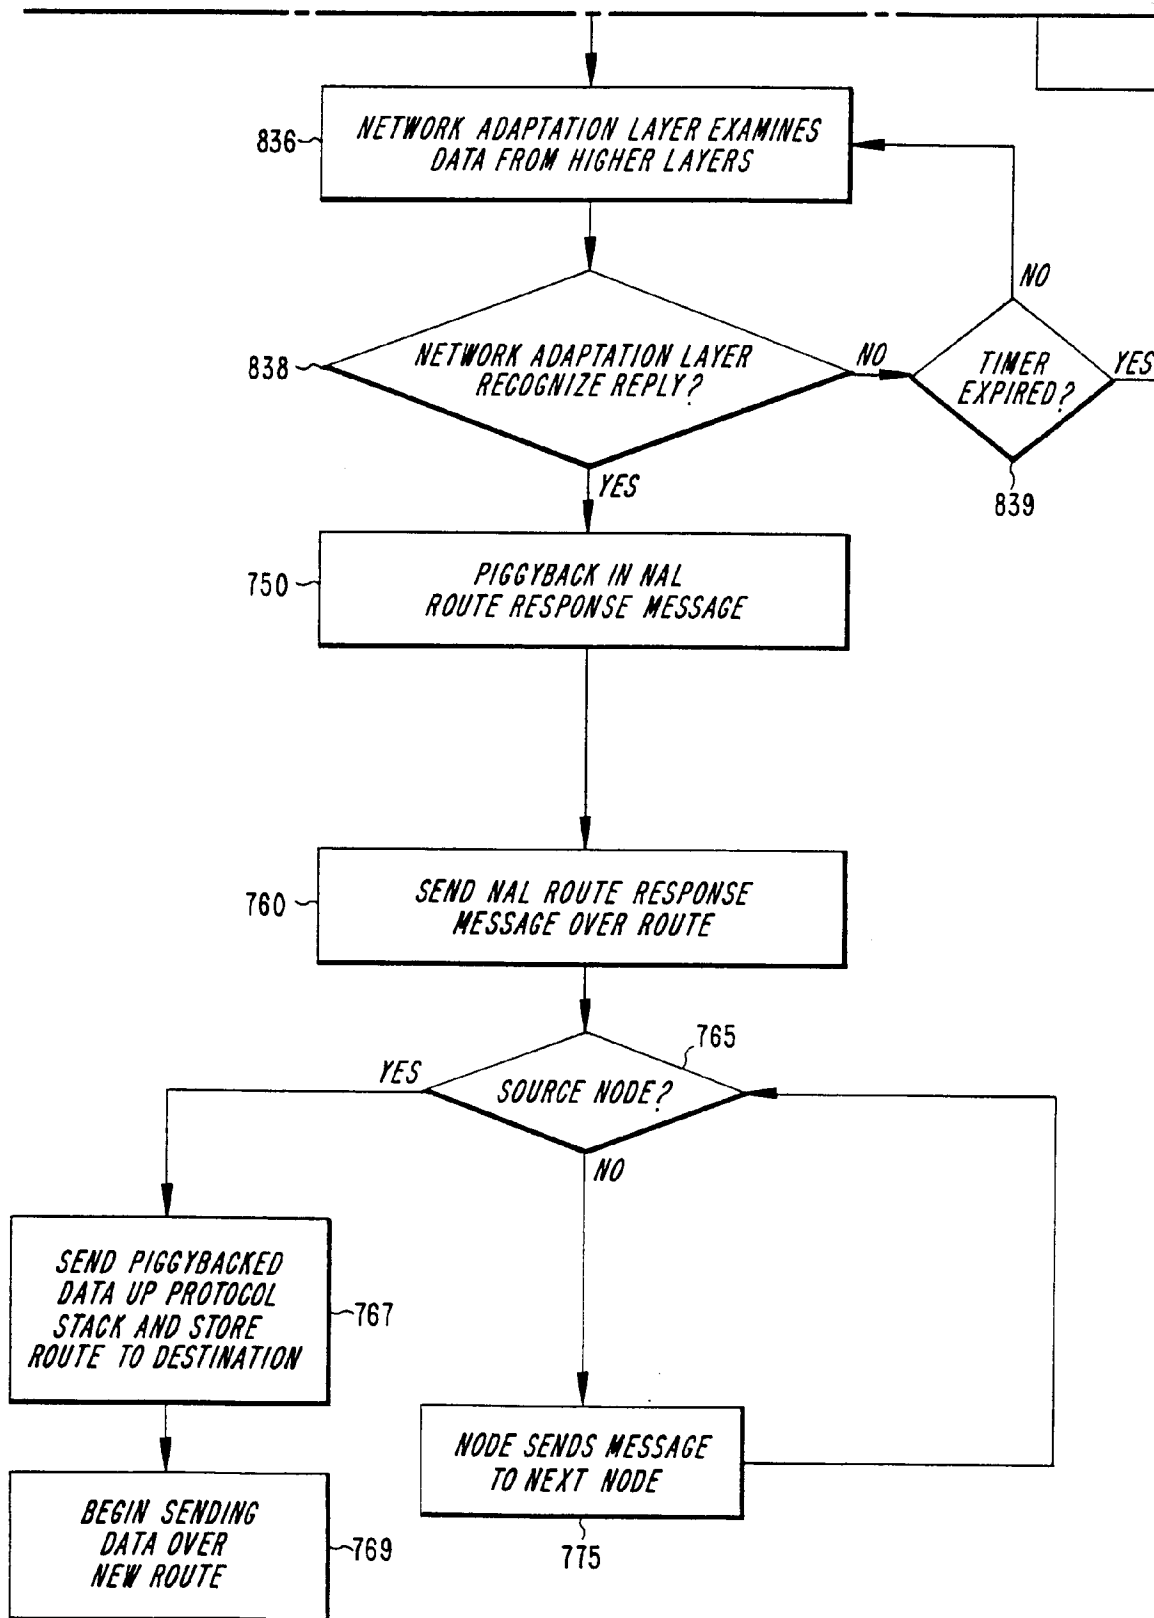 836
NETWORK ADAPTATION LAYER EXAMINES
DATA FROM HIGHER LAYERS
NO
838
NETWORK ADAPTATION LAYER
RECOGNIZE REPLY?
NO
TIMER
EXPIRED?
YES
839
YES
750
PIGGYBACK IN NAL
ROUTE RESPONSE MESSAGE
760
SEND NAL ROUTE RESPONSE
MESSAGE OVER ROUTE
765
YES
SOURCE NODE?
NO
SEND PIGGYBACKED
DATA UP PROTOCOL
STACK AND STORE
ROUTE TO DESTINATION
767
NODE SENDS MESSAGE
TO NEXT NODE
775
BEGIN SENDING
DATA OVER
NEW ROUTE
769